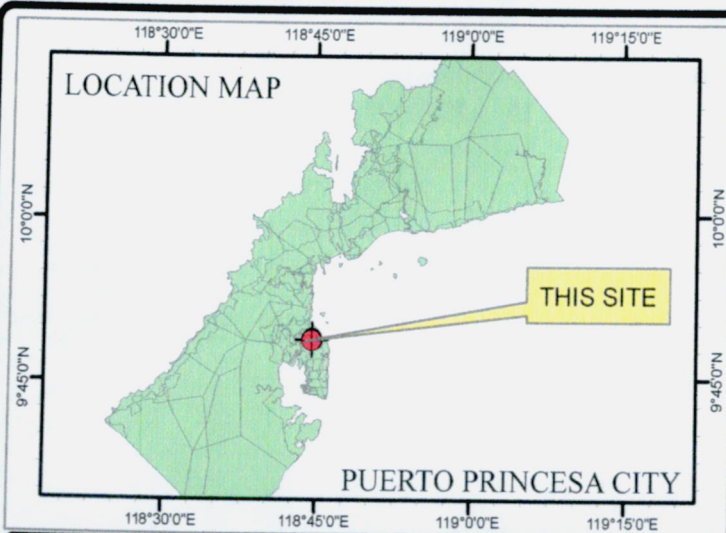 118°30'0"E 118°45'0"E 119°0'0"E 119°15'0"E
LOCATION MAP
10°0'0"N 10°0'0"N
THIS SITE
9°45'0"N 9°45'0"N
PUERTO PRINCESA CITY
118°30'0"E 118°45'0"E 119°0'0"E 119°15'0"E